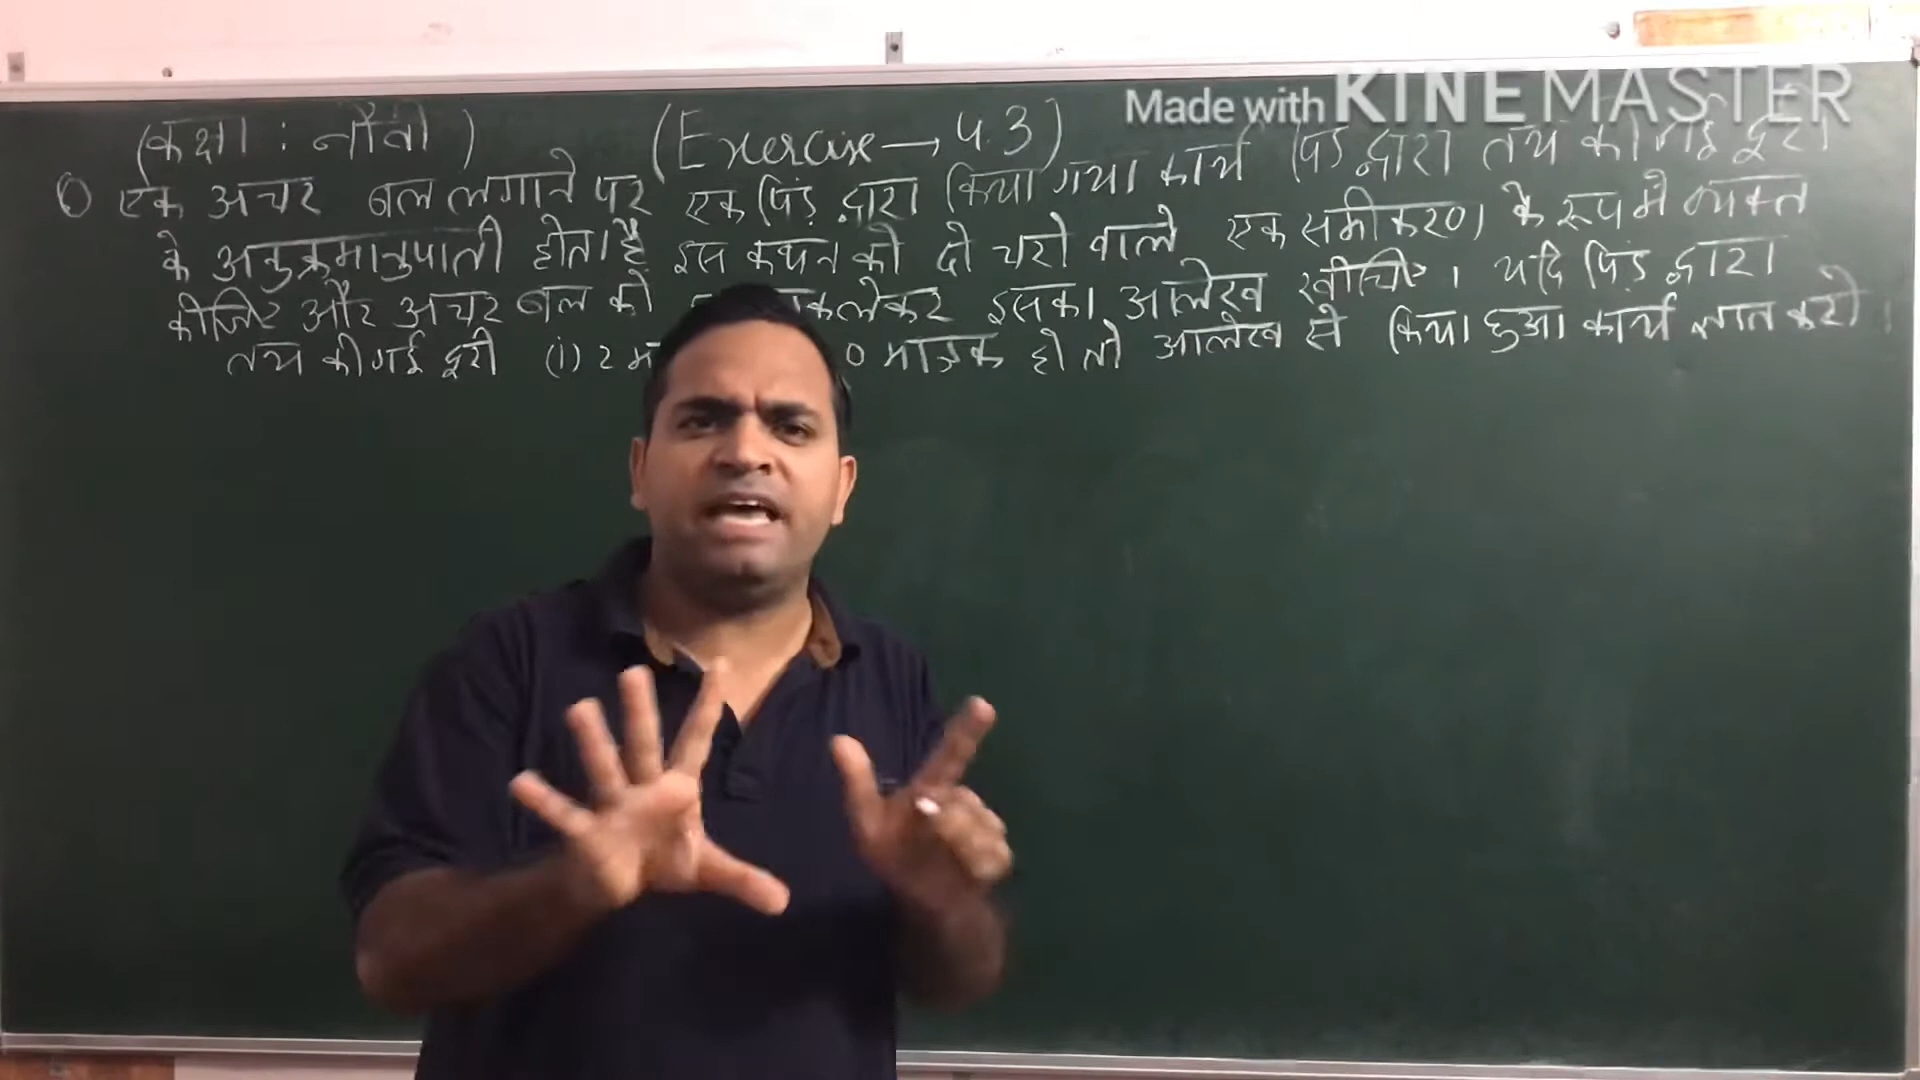 Made with KINEMASTER
(कक्षा : नौवीं) (Exercise → 4.3)
① एक अचर बल लगाने पर एक पिंड द्वारा किया गया कार्य पिंड द्वारा तय की गई दूरी
के अनुक्रमानुपाती होता है इस कथन को दो चरों वाले एक समीकरण के रूप में व्यक्त
कीजिए और अचर बल को लेकर इसका आलेख खींचिए। यदि पिंड द्वारा
तय की गई दूरी (i) 2 0 मात्रक हो तो आलेख से किया हुआ कार्य ज्ञात करो।